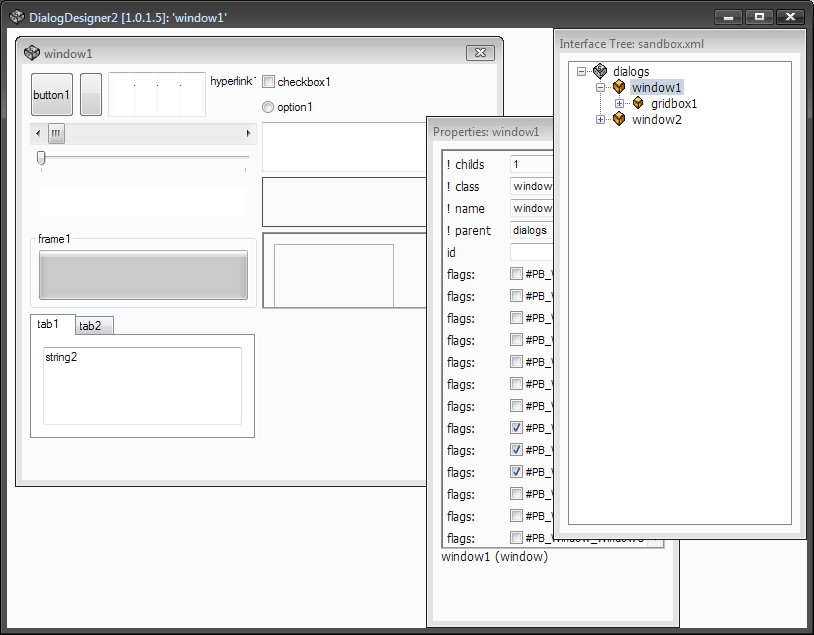 DialogDesigner2 [1.0.1.5]: 'window1'
window1
button1
hyperlink
checkbox1
option1
frame1
tab1
tab2
string2
Properties: window1
! childs 1
! class window
! name window
! parent dialogs
id
flags: #PB_
flags: #PB_
flags: #PB_
flags: #PB_
flags: #PB_
flags: #PB_
flags: #PB_
flags: #PB_
flags: #PB_
flags: #PB_
flags: #PB_
flags: #PB_
flags: #PB_Window_Windows
window1 (window)
Interface Tree: sandbox.xml
dialogs
window1
gridbox1
window2